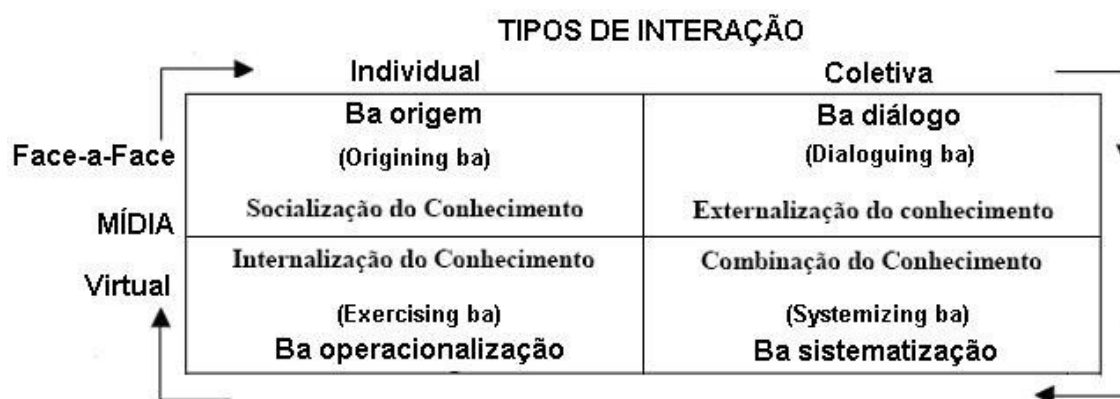 TIPOS DE INTERAÇÃO
Individual Coletiva
Ba origem Ba diálogo
Face-a-Face (Origining ba) (Dialoguing ba)
Socialização do Conhecimento Externalização do conhecimento
MÍDIA
Internalização do Conhecimento Combinação do Conhecimento
Virtual
(Exercising ba) (Systemizing ba)
Ba operacionalização Ba sistematização